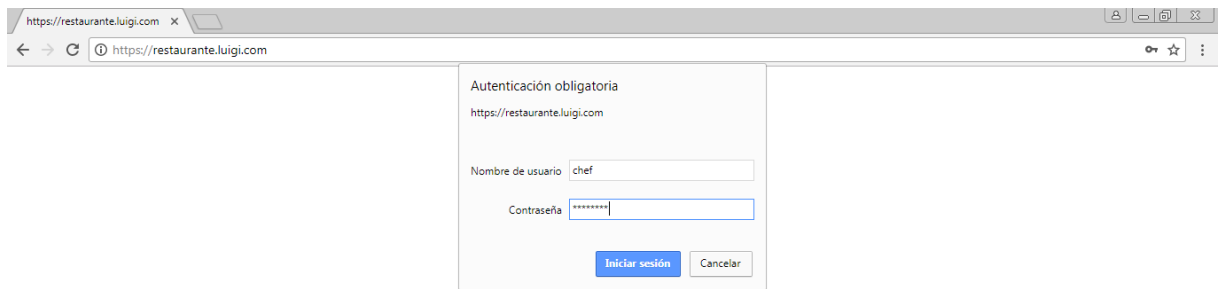 https://restaurante.luigi.com
https://restaurante.luigi.com
Autenticación obligatoria
https://restaurante.luigi.com
Nombre de usuario chef
Contraseña ********
Iniciar sesión Cancelar